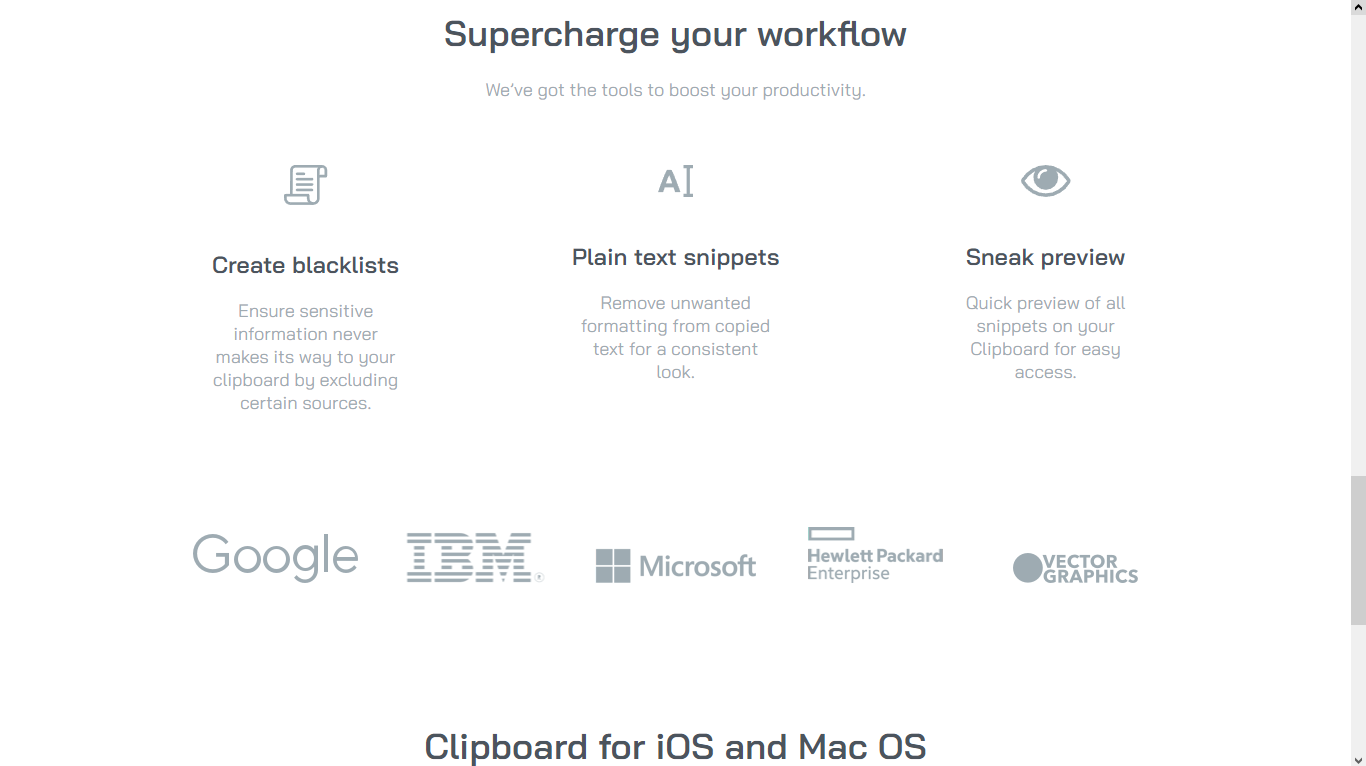 Supercharge your workflow
We’ve got the tools to boost your productivity.
AI
Create blacklists
Ensure sensitive
information never
makes its way to your
clipboard by excluding
certain sources.
Plain text snippets
Remove unwanted
formatting from copied
text for a consistent
look.
Sneak preview
Quick preview of all
snippets on your
Clipboard for easy
access.
Google
IBM®
Microsoft
Hewlett Packard
Enterprise
VECTOR
GRAPHICS
Clipboard for iOS and Mac OS